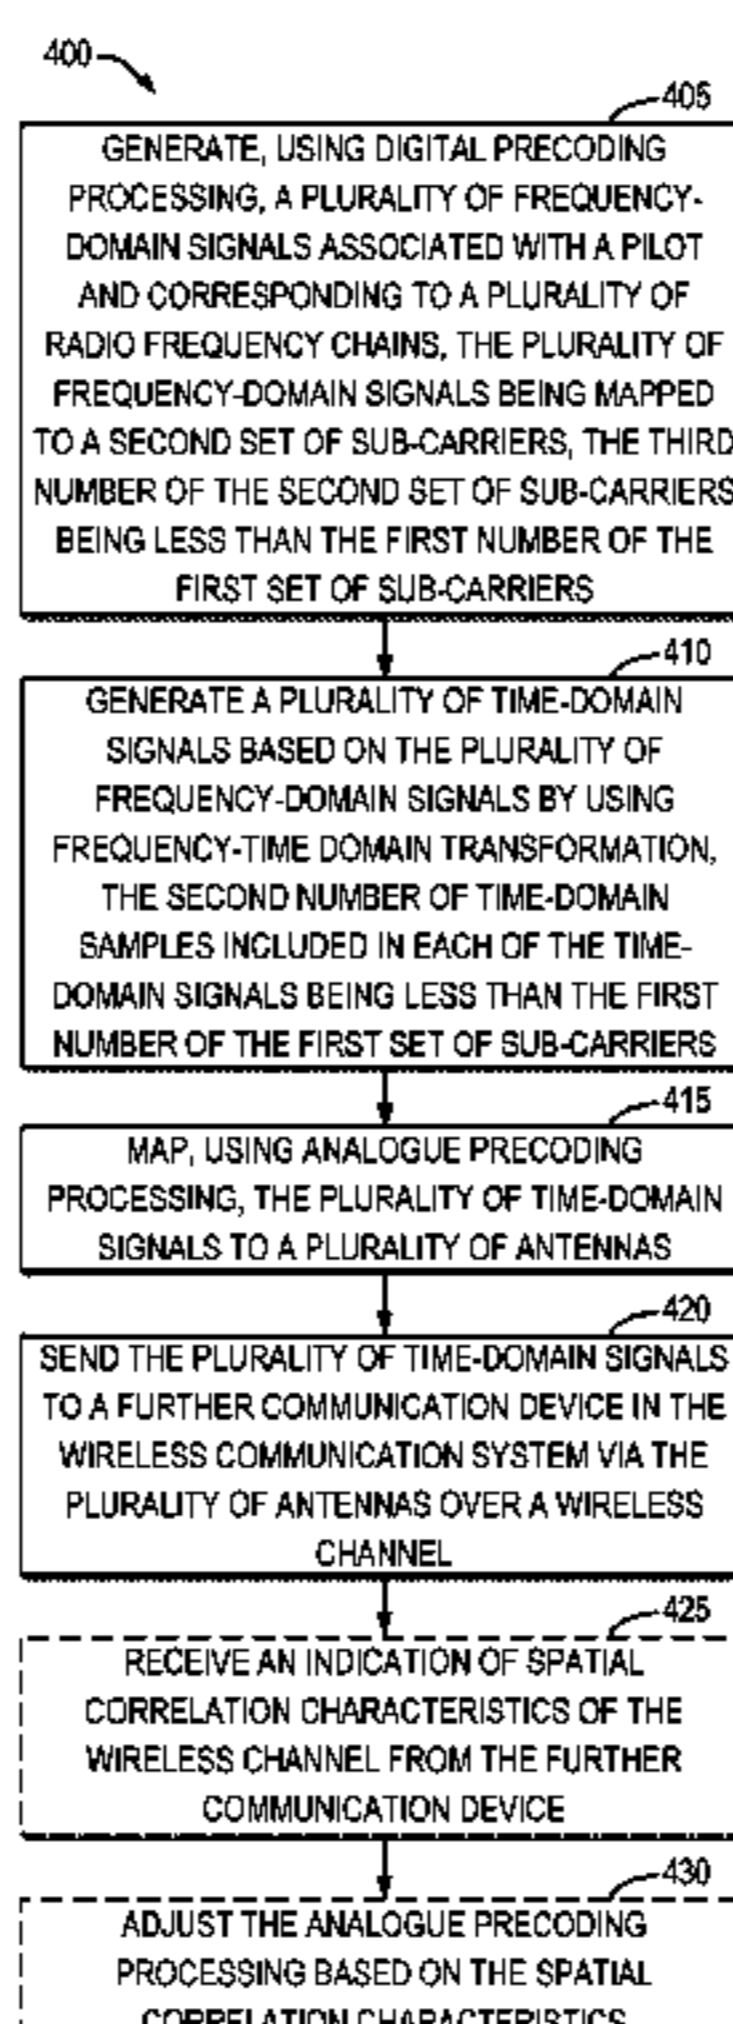 400
405
GENERATE, USING DIGITAL PRECODING
PROCESSING, A PLURALITY OF FREQUENCY-
DOMAIN SIGNALS ASSOCIATED WITH A PILOT
AND CORRESPONDING TO A PLURALITY OF
RADIO FREQUENCY CHAINS, THE PLURALITY OF
FREQUENCY-DOMAIN SIGNALS BEING MAPPED
TO A SECOND SET OF SUB-CARRIERS, THE THIRD
NUMBER OF THE SECOND SET OF SUB-CARRIERS
BEING LESS THAN THE FIRST NUMBER OF THE
FIRST SET OF SUB-CARRIERS
410
GENERATE A PLURALITY OF TIME-DOMAIN
SIGNALS BASED ON THE PLURALITY OF
FREQUENCY-DOMAIN SIGNALS BY USING
FREQUENCY-TIME DOMAIN TRANSFORMATION,
THE SECOND NUMBER OF TIME-DOMAIN
SAMPLES INCLUDED IN EACH OF THE TIME-
DOMAIN SIGNALS BEING LESS THAN THE FIRST
NUMBER OF THE FIRST SET OF SUB-CARRIERS
415
MAP, USING ANALOGUE PRECODING
PROCESSING, THE PLURALITY OF TIME-DOMAIN
SIGNALS TO A PLURALITY OF ANTENNAS
420
SEND THE PLURALITY OF TIME-DOMAIN SIGNALS
TO A FURTHER COMMUNICATION DEVICE IN THE
WIRELESS COMMUNICATION SYSTEM VIA THE
PLURALITY OF ANTENNAS OVER A WIRELESS
CHANNEL
425
RECEIVE AN INDICATION OF SPATIAL
CORRELATION CHARACTERISTICS OF THE
WIRELESS CHANNEL FROM THE FURTHER
COMMUNICATION DEVICE
430
ADJUST THE ANALOGUE PRECODING
PROCESSING BASED ON THE SPATIAL
CORRELATION CHARACTERISTICS